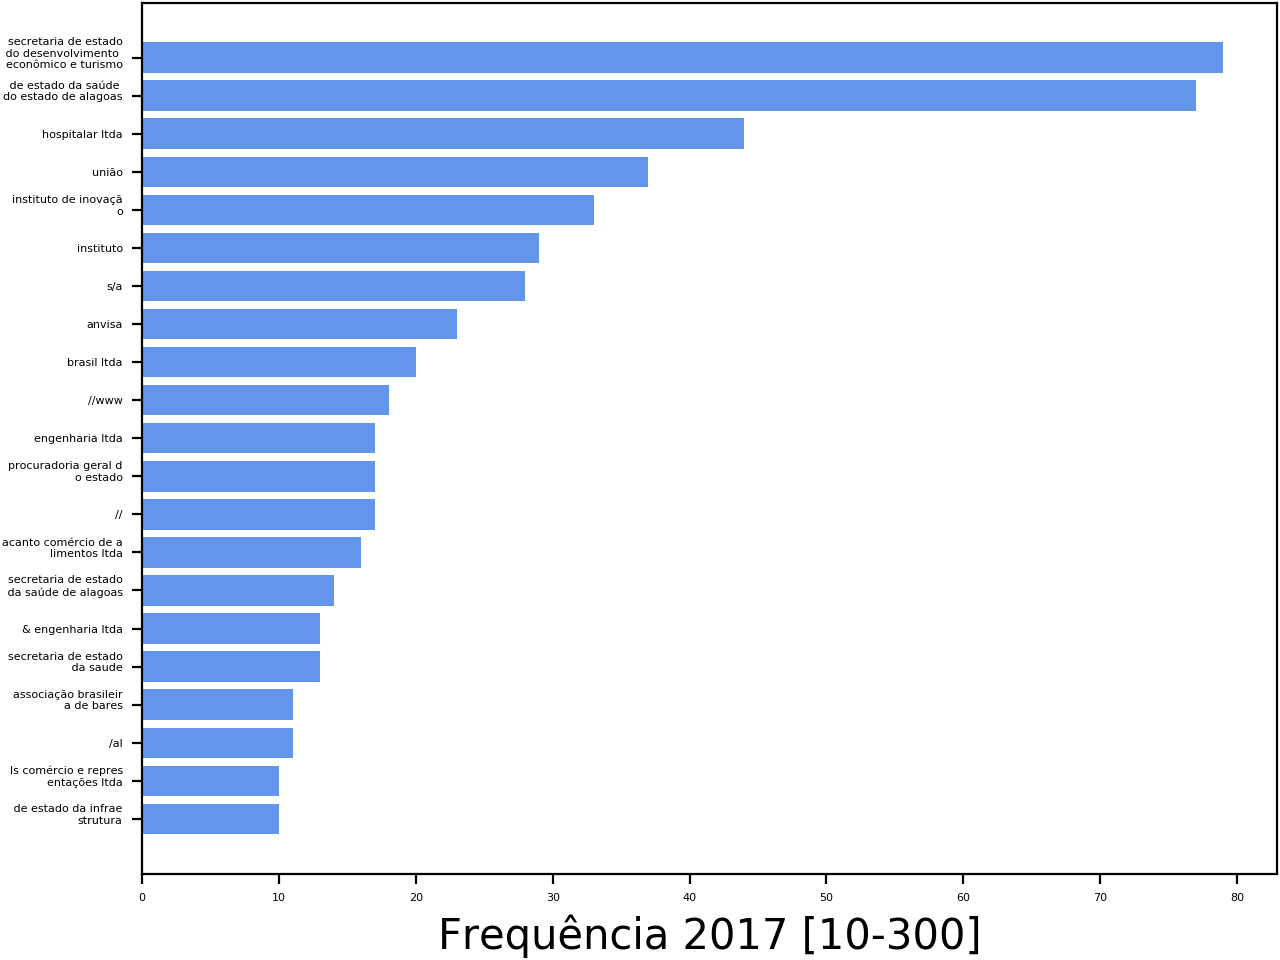 secretaria de estado
do desenvolvimento
econômico e turismo
de estado da saúde
do estado de alagoas
hospitalar ltda
união
instituto de inovaçã
o
instituto
s/a
anvisa
brasil ltda
//www
engenharia ltda
procuradoria geral d
o estado
//
acanto comércio de a
limentos ltda
secretaria de estado
da saúde de alagoas
& engenharia ltda
secretaria de estado
da saude
associação brasileir
a de bares
/al
ls comércio e repres
entações ltda
de estado da infrae
strutura
0 10 20 30 40 50 60 70 80
Frequência 2017 [10-300]